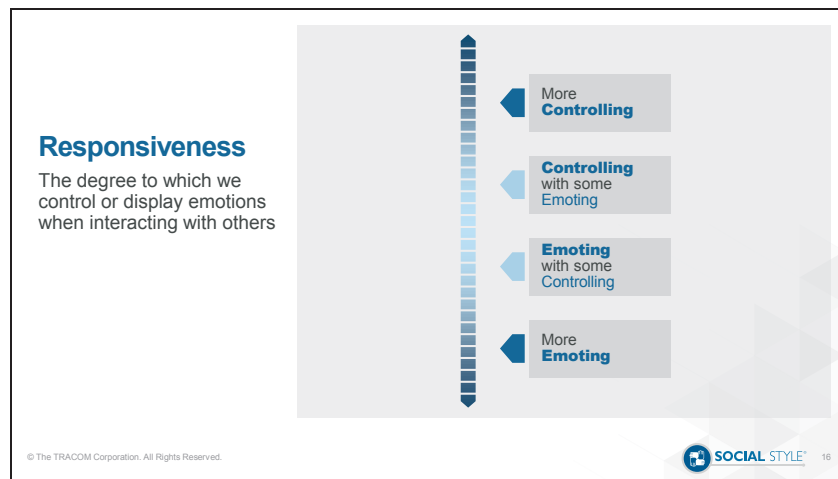 Responsiveness
The degree to which we
control or display emotions
when interacting with others
More
Controlling
Controlling
with some
Emoting
Emoting
with some
Controlling
More
Emoting
© The TRACOM Corporation. All Rights Reserved.
SOCIAL STYLE™ 16